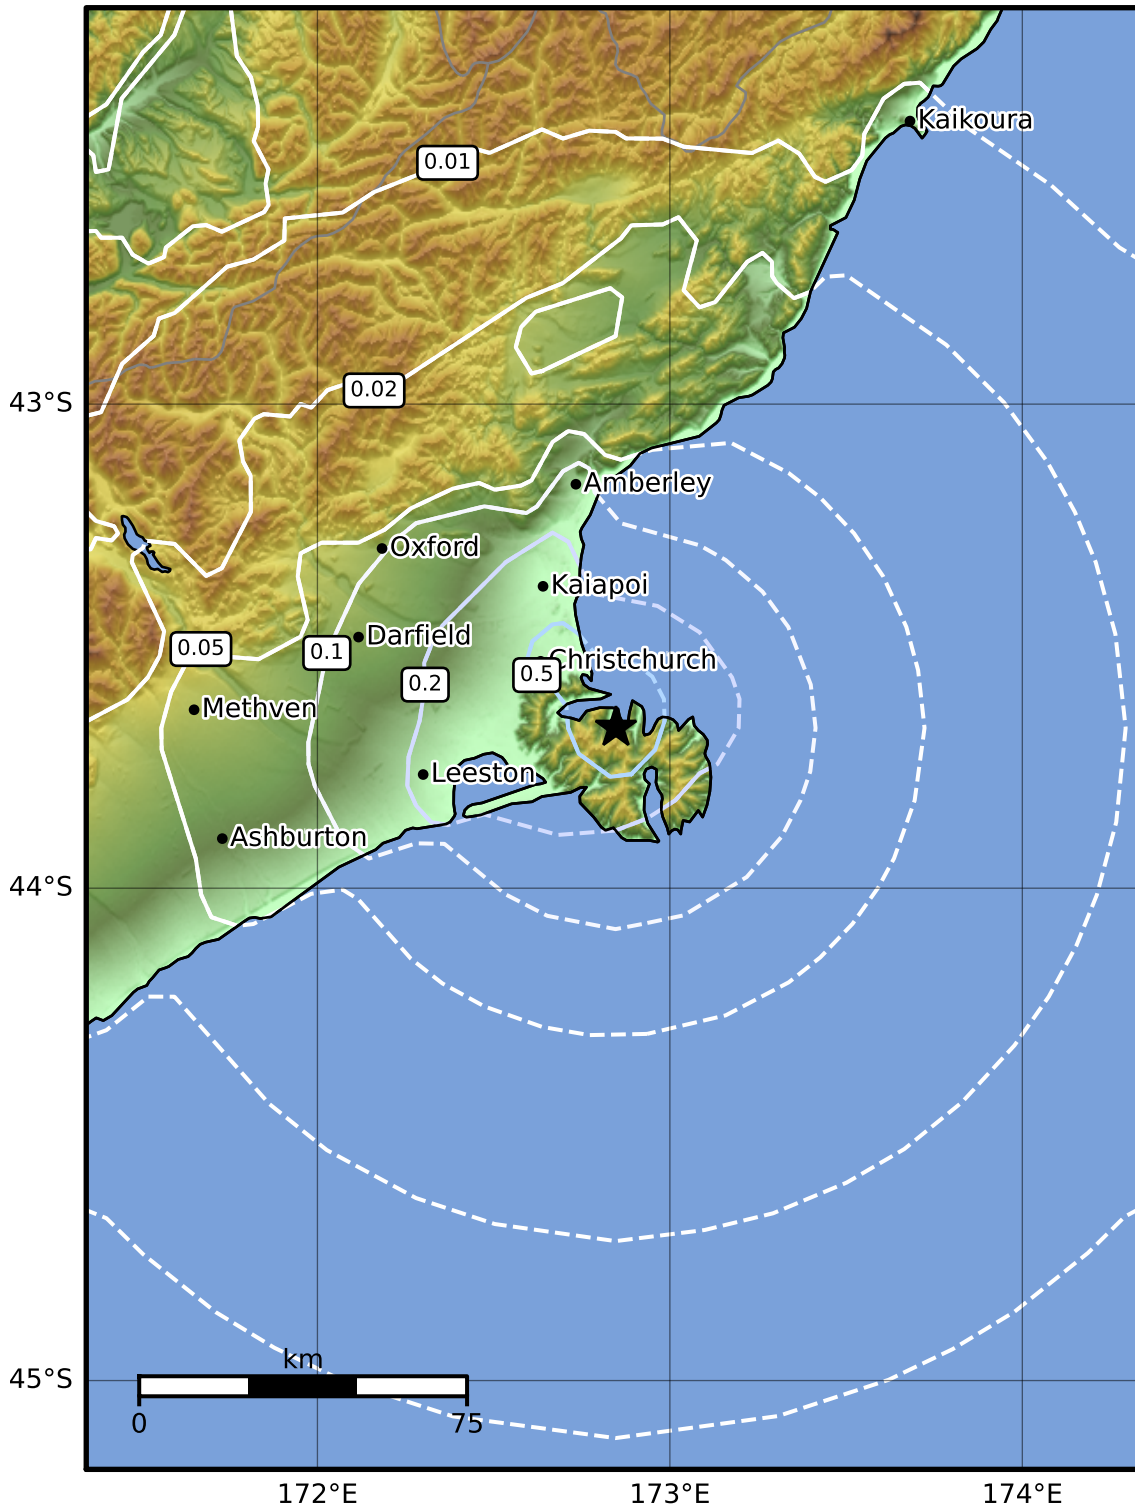 Kaikoura
0.01
0.02
43°S
Amberley
Oxford
Kaiapoi
Darfield
0.05
0.1
Christchurch
0.5
0.2
Methven
Leeston
Ashburton
44°S
km
45°S
0
75
172°E
173°E
174°E